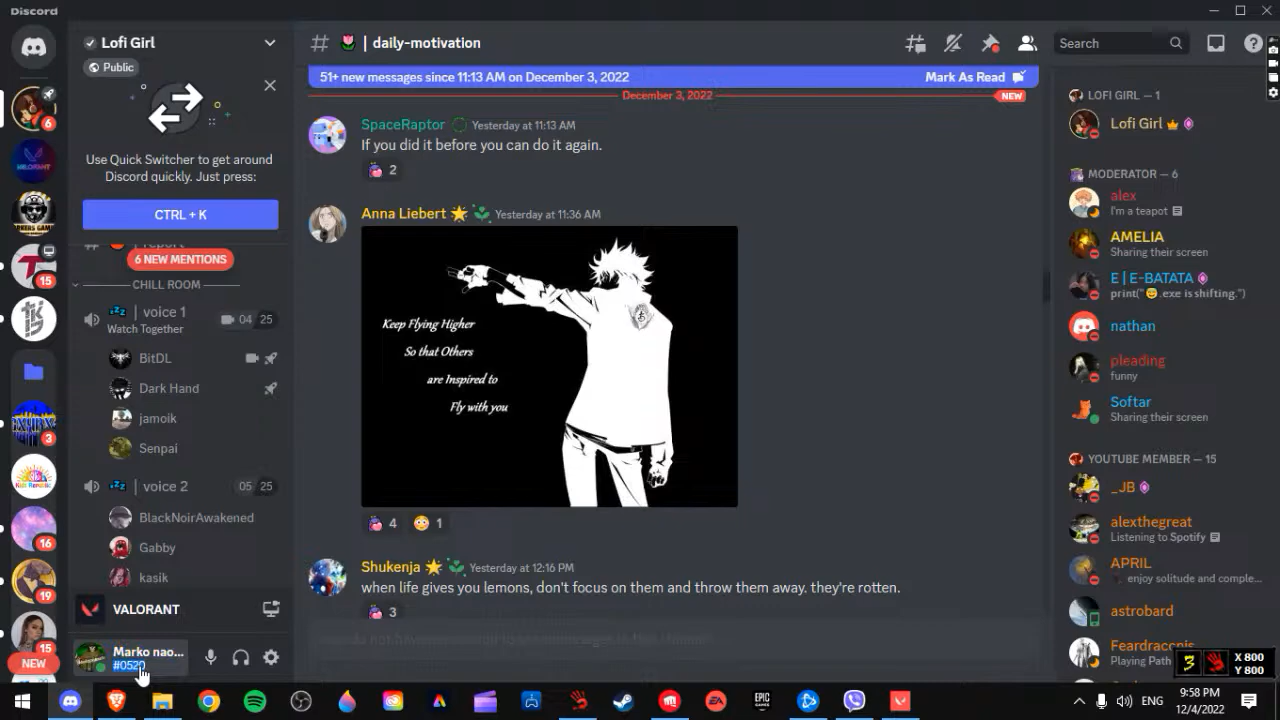 Discord
Lofi Girl
Public
Use Quick Switcher to get around
Discord quickly. Just press:
CTRL + K
6 NEW MENTIONS
CHILL ROOM
voice 1
04 25
Watch Together
BitDL
Dark Hand
jamoik
Senpai
voice 2
05 25
BlackNoirAwakened
Gabby
kasik
VALORANT
Marko nao...
#0520
6
15
3
16
19
15
NEW
# | daily-motivation
Search
51+ new messages since 11:13 AM on December 3, 2022
Mark As Read
December 3, 2022
NEW
SpaceRaptor Yesterday at 11:13 AM
If you did it before you can do it again.
2
Anna Liebert Yesterday at 11:36 AM
Keep Flying Higher
So that Others
are Inspired to
Fly with you
4 1
Shukenja Yesterday at 12:16 PM
when life gives you lemons, don't focus on them and throw them away. they're rotten.
3
LOFI GIRL — 1
Lofi Girl
MODERATOR — 6
alex
I'm a teapot
AMELIA
Sharing their screen
E | E-BATATA
print("😅.exe is shifting.")
nathan
pleading
funny
Softar
Sharing their screen
YOUTUBE MEMBER — 15
_JB
alexthegreat
Listening to Spotify
APRIL
enjoy solitude and comple...
astrobard
Feardraconis
Playing Path
X 800
Y 800
EA
EPIC
GAMES
ENG
9:58 PM
12/4/2022